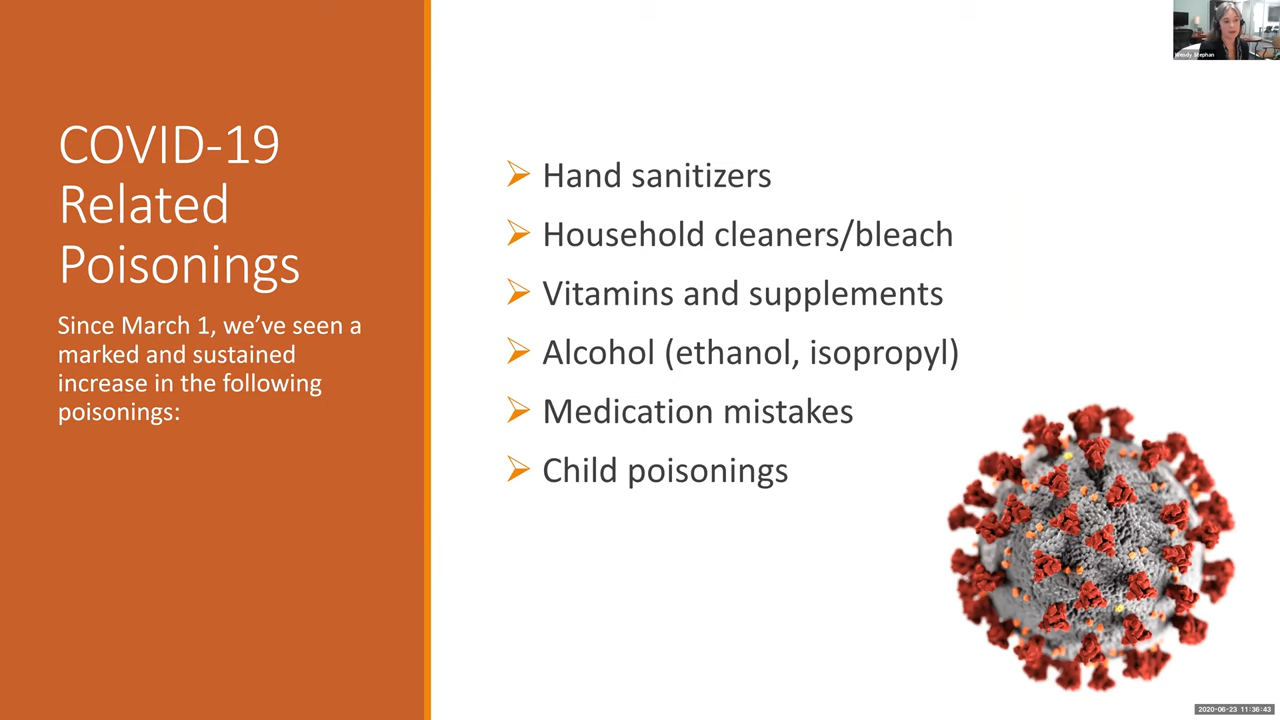 COVID-19
Related
Poisonings
Since March 1, we've seen a
marked and sustained
increase in the following
poisonings:
Hand sanitizers
Household cleaners/bleach
Vitamins and supplements
Alcohol (ethanol, isopropyl)
Medication mistakes
Child poisonings
Wendy Stephan
2020-06-23 11:36:43